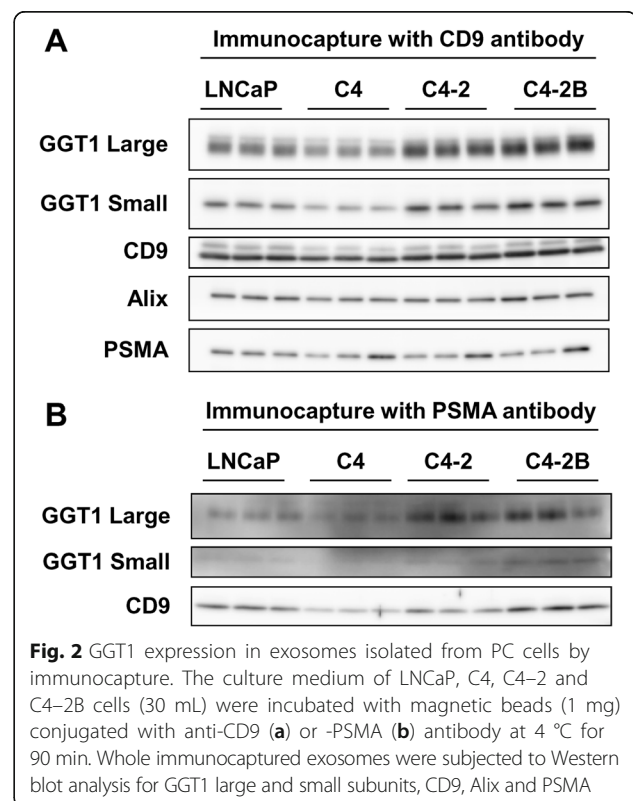 A
Immunocapture with CD9 antibody
LNCaP C4 C4-2 C4-2B
GGT1 Large
GGT1 Small
CD9
Alix
PSMA
B
Immunocapture with PSMA antibody
LNCaP C4 C4-2 C4-2B
GGT1 Large
GGT1 Small
CD9
Fig. 2 GGT1 expression in exosomes isolated from PC cells by
immunocapture. The culture medium of LNCaP, C4, C4–2 and
C4–2B cells (30 mL) were incubated with magnetic beads (1 mg)
conjugated with anti-CD9 (a) or -PSMA (b) antibody at 4 °C for
90 min. Whole immunocaptured exosomes were subjected to Western
blot analysis for GGT1 large and small subunits, CD9, Alix and PSMA